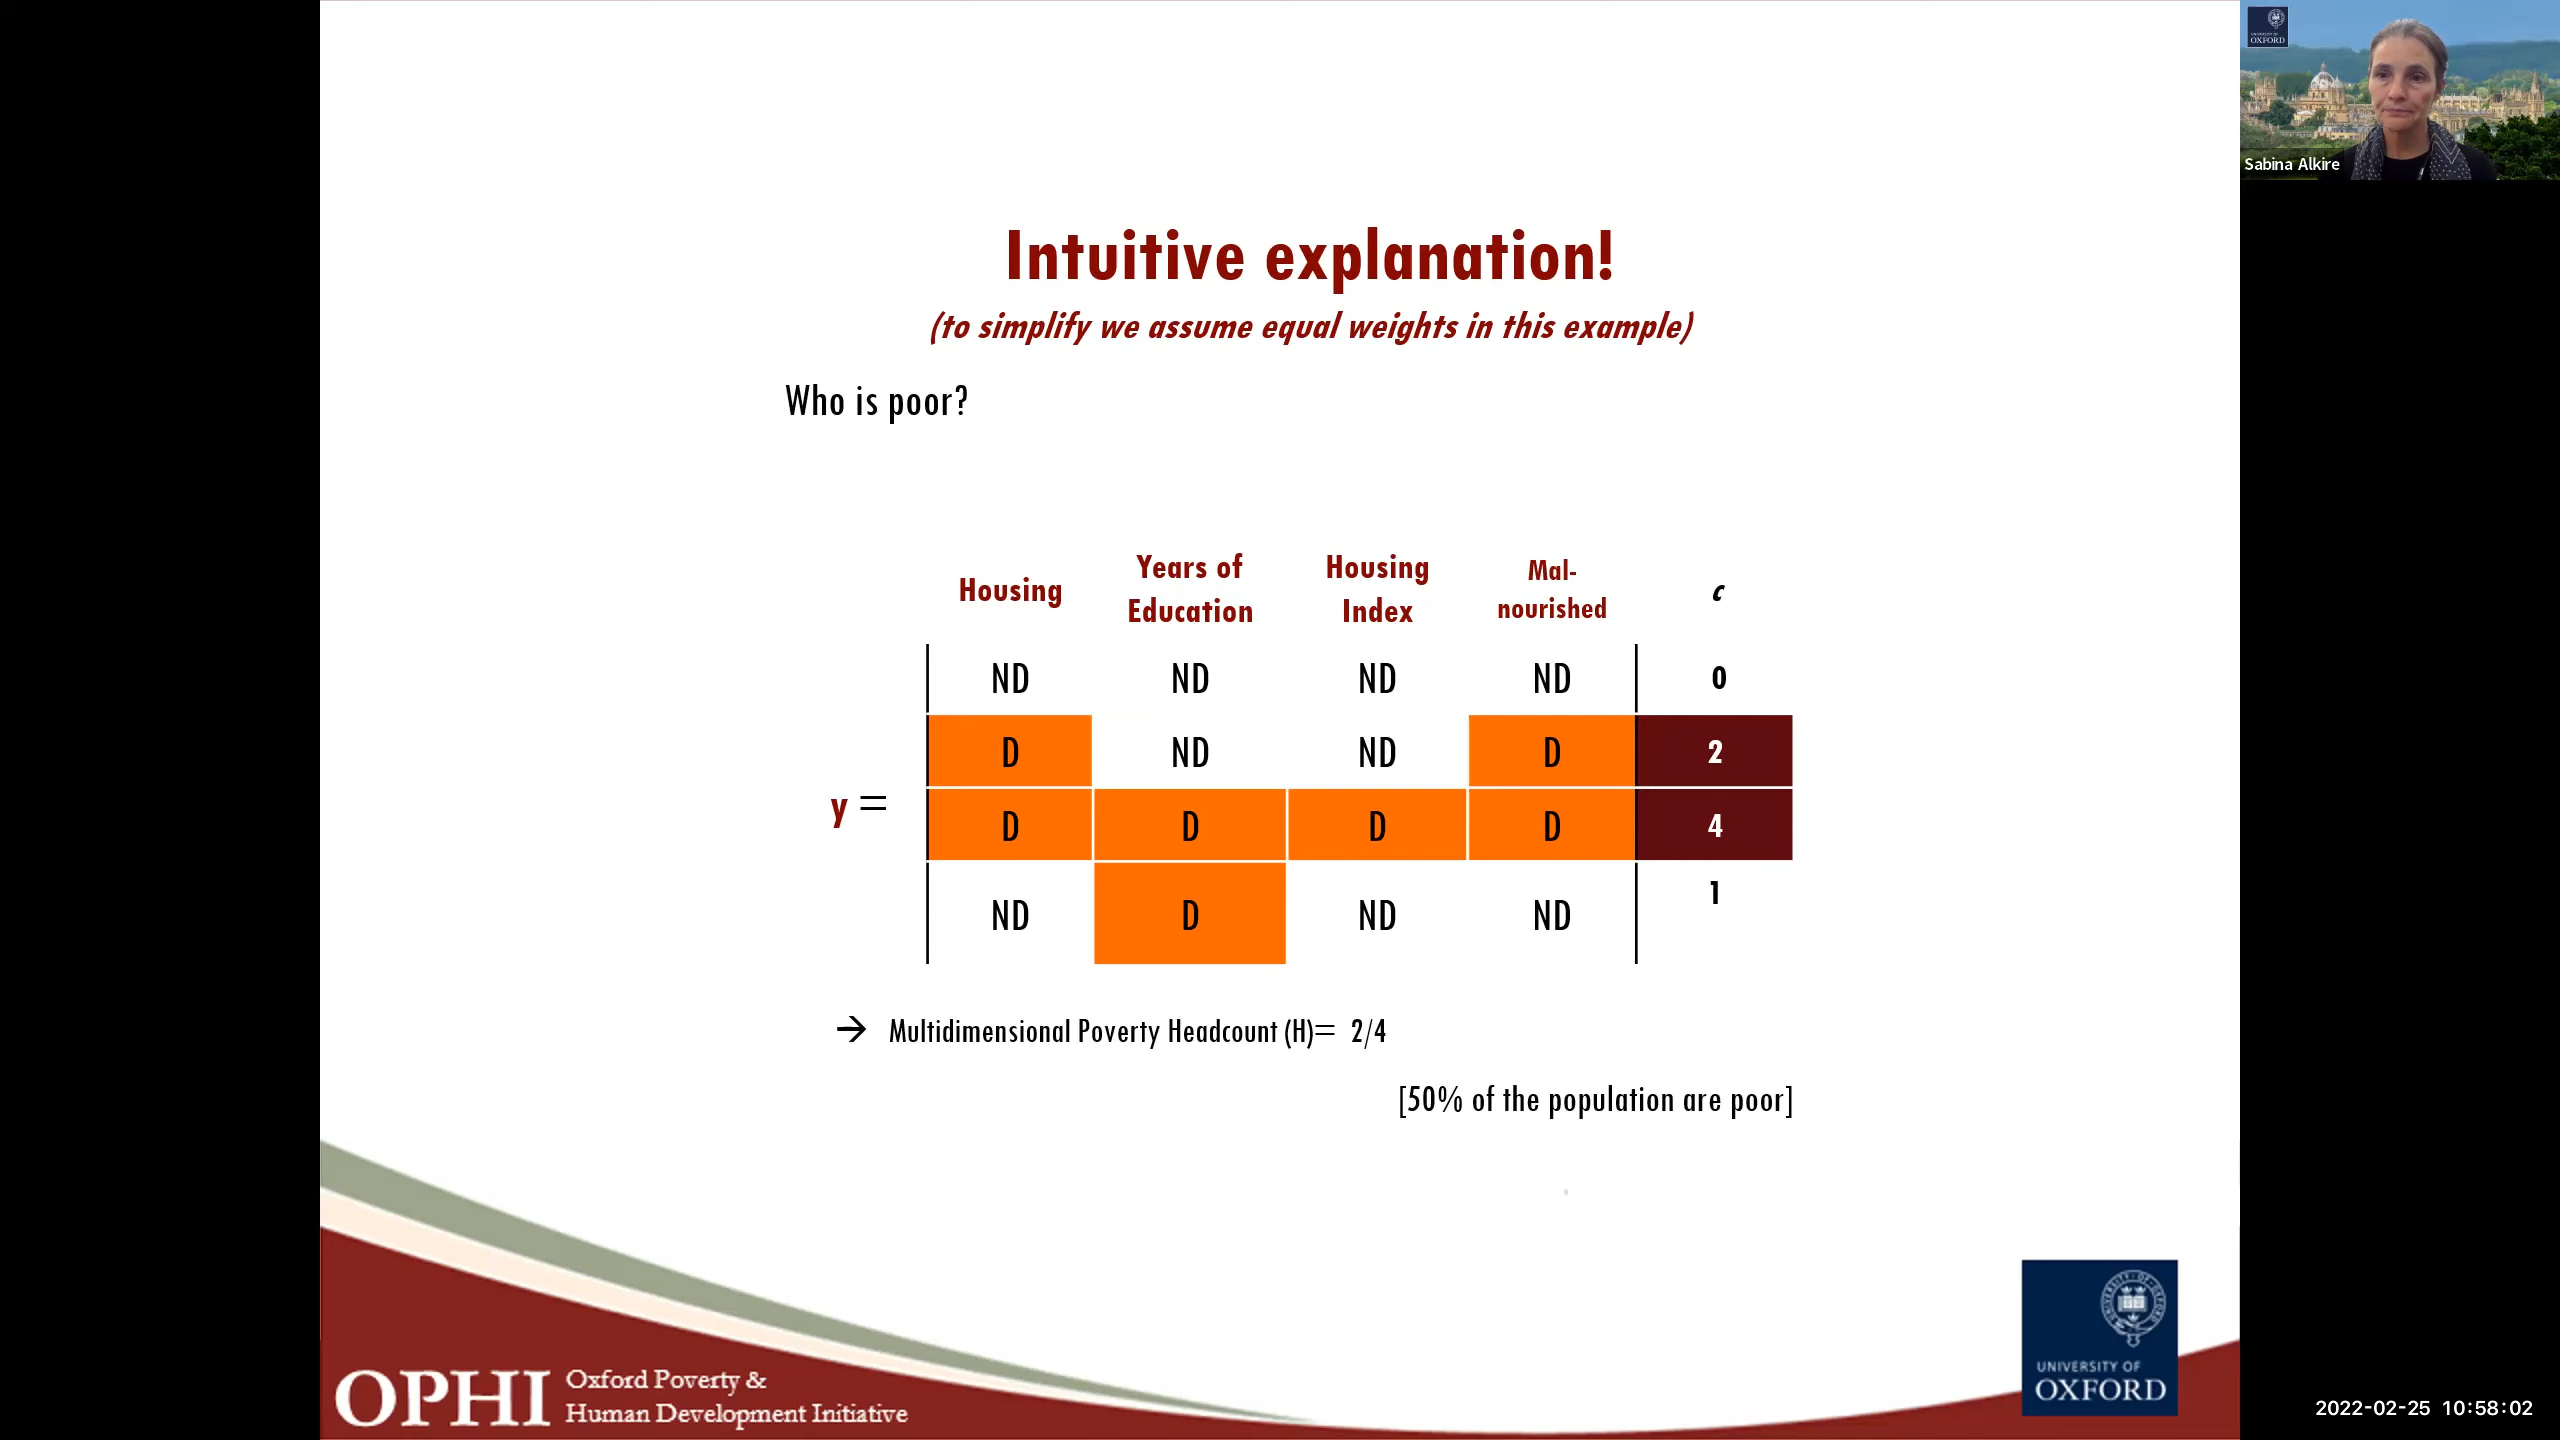 Intuitive explanation!
(to simplify we assume equal weights in this example)
Who is poor?
Housing Years of Education Housing Index Mal-nourished c
ND ND ND ND 0
D ND ND D 2
y =
D D D D 4
ND D ND ND 1
→ Multidimensional Poverty Headcount (H)= 2/4
[50% of the population are poor]
OPHI Oxford Poverty &
Human Development Initiative
UNIVERSITY OF
OXFORD
UNIVERSITY OF
OXFORD
Sabina Alkire
2022-02-25 10:58:02